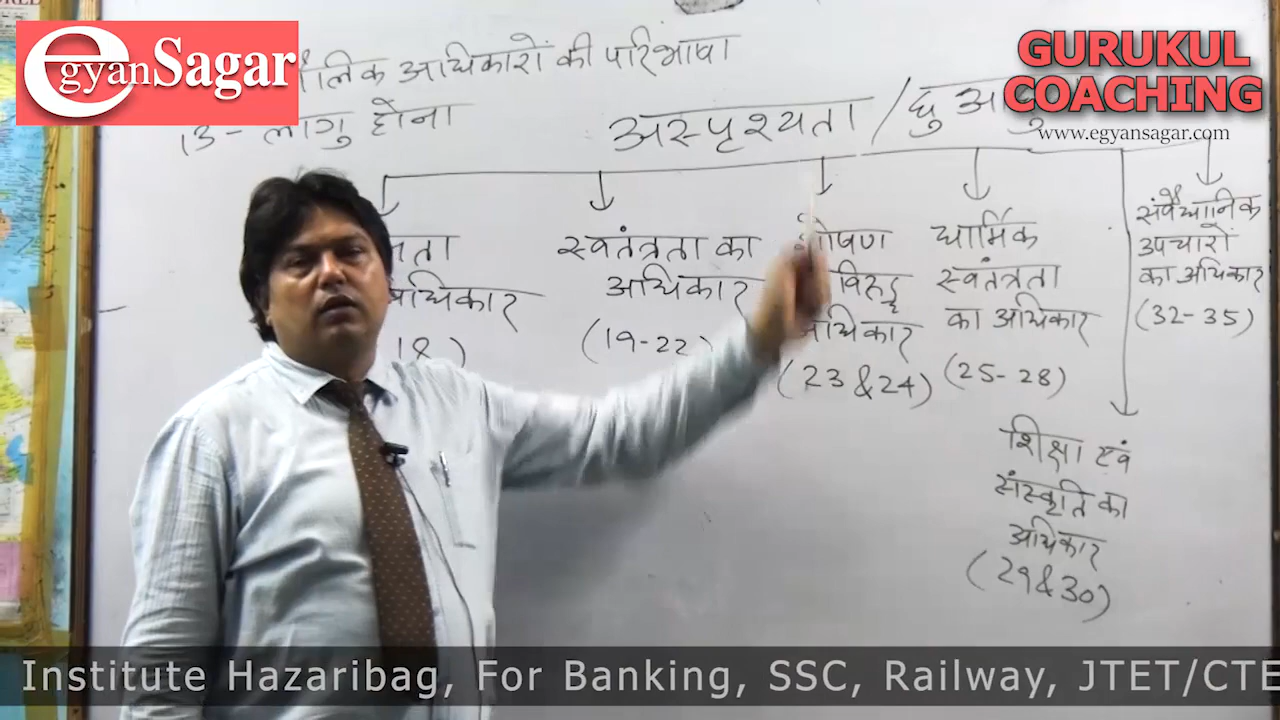 egyanSagar
GURUKUL
COACHING
www.egyansagar.com
लिक अधिकारों की परिभाषा
13 - लागु होना
अस्पृश्यता /
स्वतंत्रता का
अधिकार
(19-22)
शोषण
विरुद्ध
अधिकार
(23 & 24)
धार्मिक
स्वतंत्रता
का अधिकार
(25-28)
संवैधानिक
उपचारों
का अधिकार
(32-35)
शिक्षा एवं
संस्कृति का
अधिकार
(29 & 30)
Institute Hazaribag, For Banking, SSC, Railway, JTET/CTE